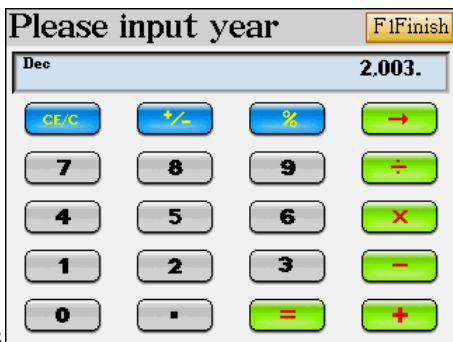 Please input year F1Finish
Dec 2,003.
CE/C +/- % →
7 8 9 ÷
4 5 6 ×
1 2 3 −
0 . = +